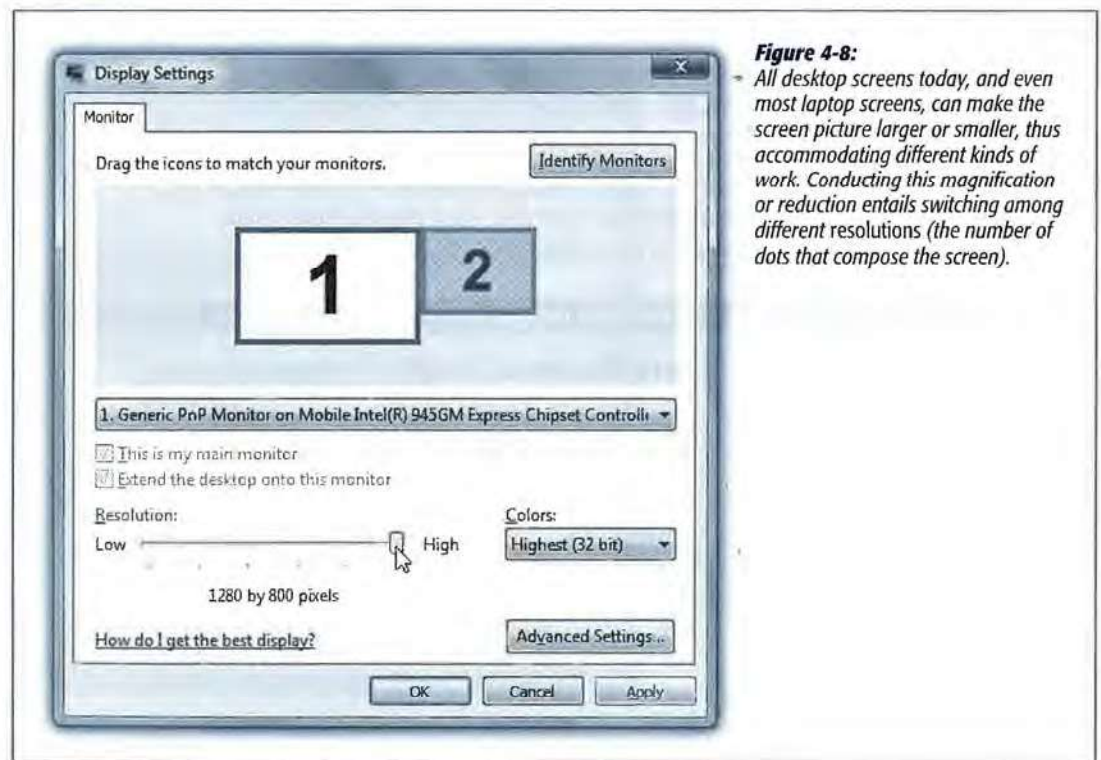 Display Settings
Monitor
Drag the icons to match your monitors.
Identify Monitors
1
2
1. Generic PnP Monitor on Mobile Intel(R) 945GM Express Chipset Controlle
This is my main monitor
Extend the desktop onto this monitor
Resolution:
Low
High
1280 by 800 pixels
Colors:
Highest (32 bit)
How do I get the best display?
Advanced Settings...
OK
Cancel
Apply
Figure 4-8:
All desktop screens today, and even
most laptop screens, can make the
screen picture larger or smaller, thus
accommodating different kinds of
work. Conducting this magnification
or reduction entails switching among
different resolutions (the number of
dots that compose the screen).